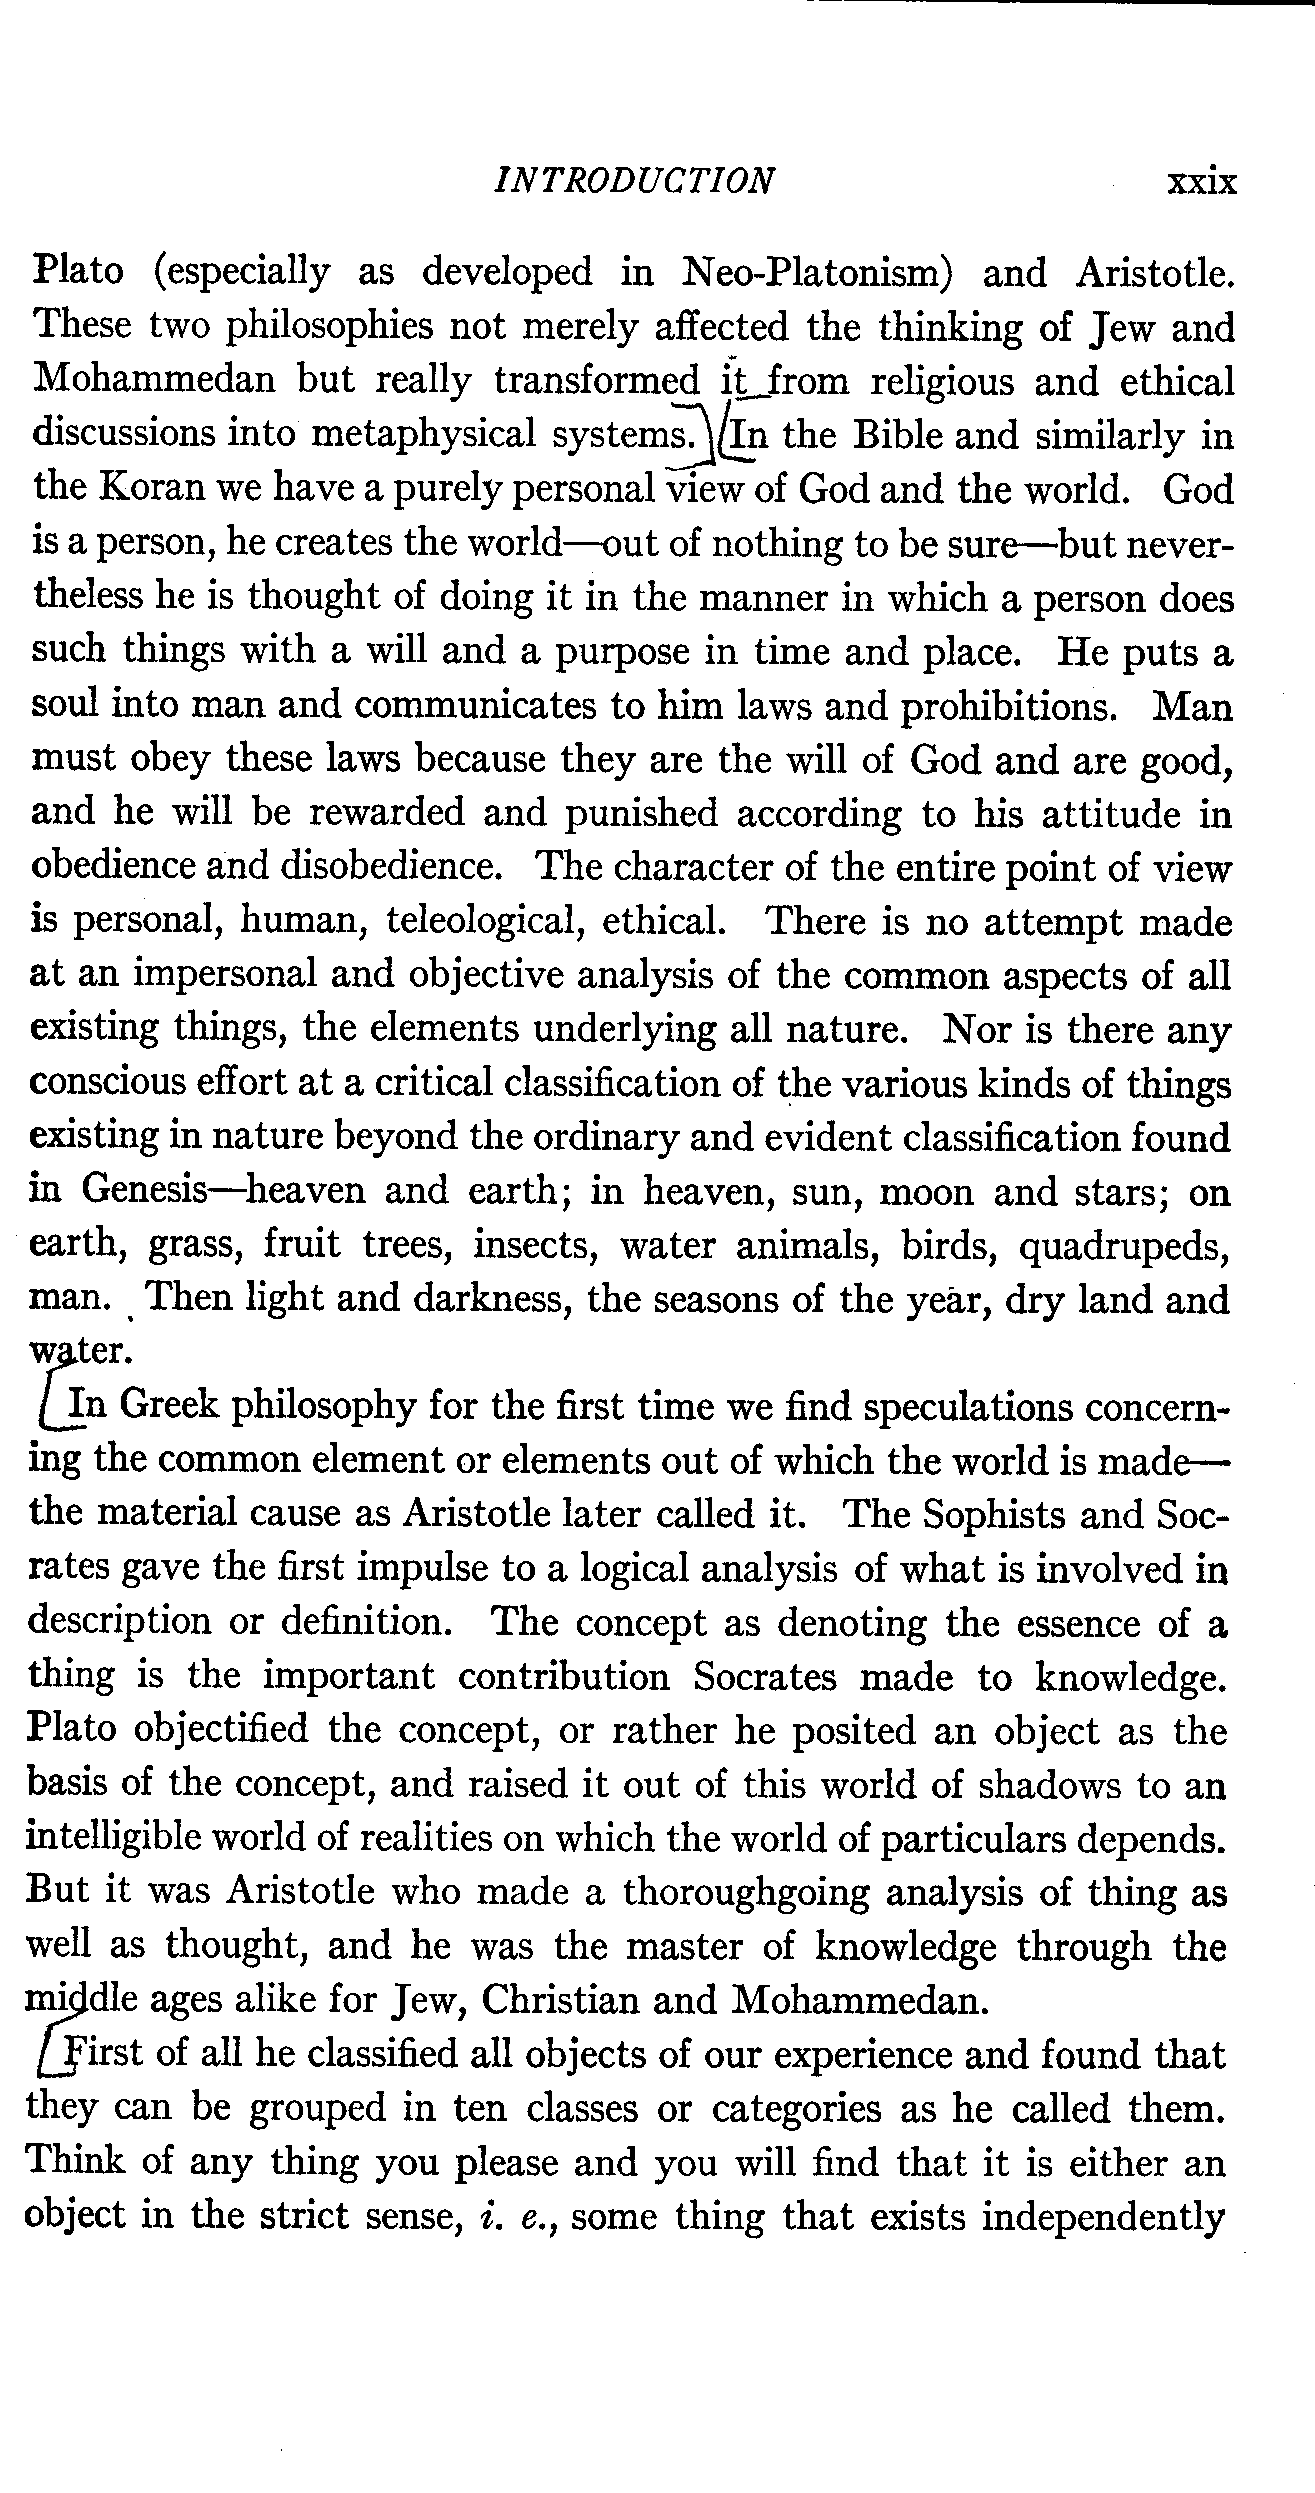 INTRODUCTION xxix
Plato (especially as developed in Neo-Platonism) and Aristotle.
These two philosophies not merely affected the thinking of Jew and
Mohammedan but really transformed it from religious and ethical
discussions into metaphysical systems. In the Bible and similarly in
the Koran we have a purely personal view of God and the world. God
is a person, he creates the world—out of nothing to be sure—but never-
theless he is thought of doing it in the manner in which a person does
such things with a will and a purpose in time and place. He puts a
soul into man and communicates to him laws and prohibitions. Man
must obey these laws because they are the will of God and are good,
and he will be rewarded and punished according to his attitude in
obedience and disobedience. The character of the entire point of view
is personal, human, teleological, ethical. There is no attempt made
at an impersonal and objective analysis of the common aspects of all
existing things, the elements underlying all nature. Nor is there any
conscious effort at a critical classification of the various kinds of things
existing in nature beyond the ordinary and evident classification found
in Genesis—heaven and earth; in heaven, sun, moon and stars; on
earth, grass, fruit trees, insects, water animals, birds, quadrupeds,
man. Then light and darkness, the seasons of the year, dry land and
water.
In Greek philosophy for the first time we find speculations concern-
ing the common element or elements out of which the world is made—
the material cause as Aristotle later called it. The Sophists and Soc-
rates gave the first impulse to a logical analysis of what is involved in
description or definition. The concept as denoting the essence of a
thing is the important contribution Socrates made to knowledge.
Plato objectified the concept, or rather he posited an object as the
basis of the concept, and raised it out of this world of shadows to an
intelligible world of realities on which the world of particulars depends.
But it was Aristotle who made a thoroughgoing analysis of thing as
well as thought, and he was the master of knowledge through the
middle ages alike for Jew, Christian and Mohammedan.
First of all he classified all objects of our experience and found that
they can be grouped in ten classes or categories as he called them.
Think of any thing you please and you will find that it is either an
object in the strict sense, i. e., some thing that exists independently